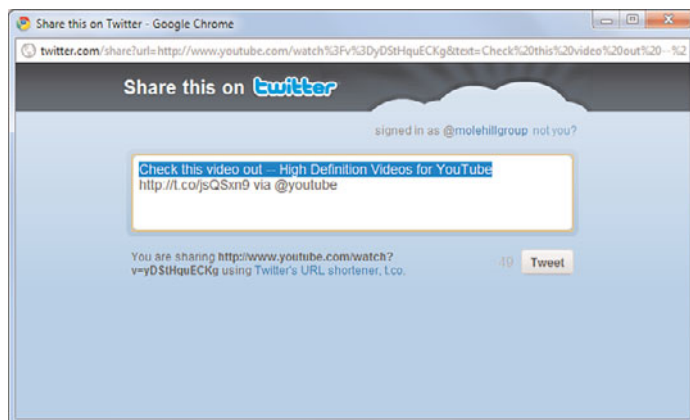 Share this on Twitter - Google Chrome
twitter.com/share?url=http://www.youtube.com/watch%3Fv%3DyDStHquECKg&text=Check%20this%20video%20out%20--%2
Share this on twitter
signed in as @molehillgroup not you?
Check this video out -- High Definition Videos for YouTube
http://t.co/jsQSxn9 via @youtube
You are sharing http://www.youtube.com/watch?
v=yDStHquECKg using Twitter's URL shortener, t.co.
49 Tweet